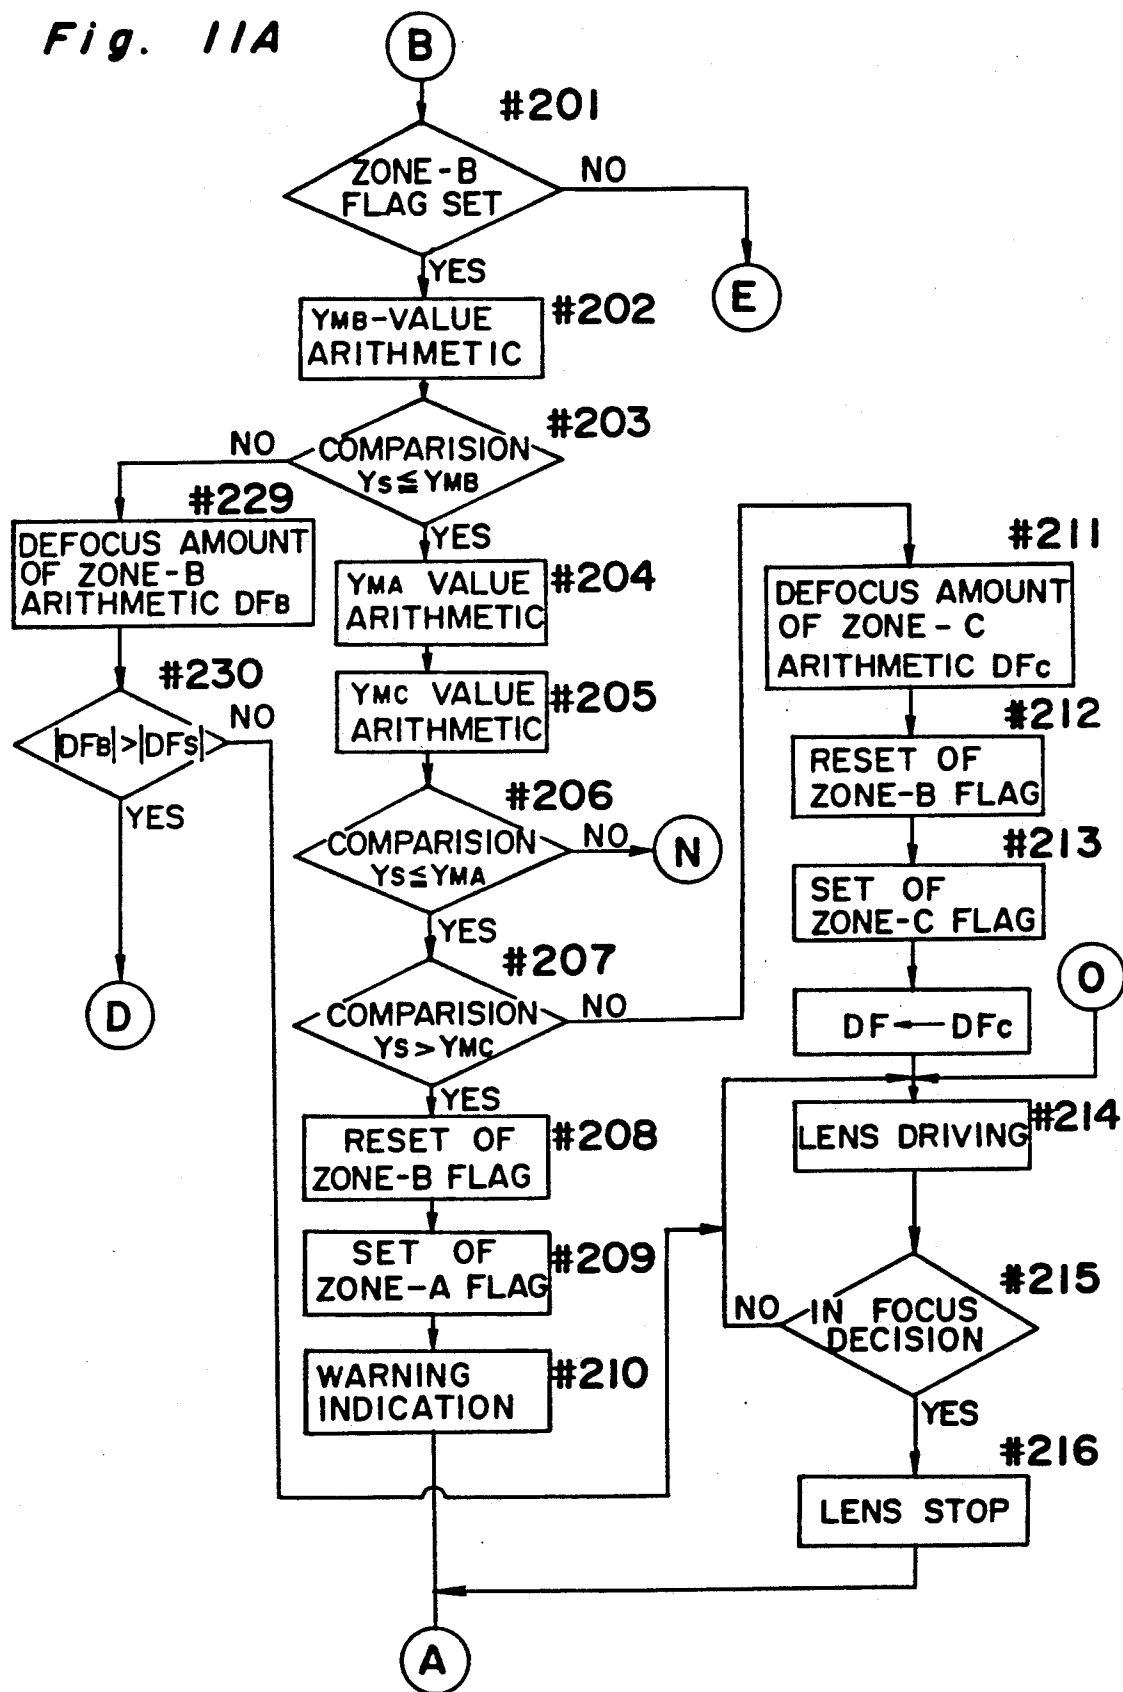 Fig. 11A
B
#201
ZONE-B
FLAG SET
NO
E
YES
#202
YMB-VALUE
ARITHMETIC
#203
COMPARISION
YS≦YMB
NO
YES
#229
DEFOCUS AMOUNT
OF ZONE-B
ARITHMETIC DFB
#230
|DFB|>|DFS|
NO
YES
D
#204
YMA VALUE
ARITHMETIC
#205
YMC VALUE
ARITHMETIC
#206
COMPARISION
YS≦YMA
NO
N
YES
#207
COMPARISION
YS>YMC
NO
YES
#208
RESET OF
ZONE-B FLAG
#209
SET OF
ZONE-A FLAG
#210
WARNING
INDICATION
#211
DEFOCUS AMOUNT
OF ZONE-C
ARITHMETIC DFC
#212
RESET OF
ZONE-B FLAG
#213
SET OF
ZONE-C FLAG
O
DF ← DFC
#214
LENS DRIVING
#215
IN FOCUS
DECISION
NO
YES
#216
LENS STOP
A